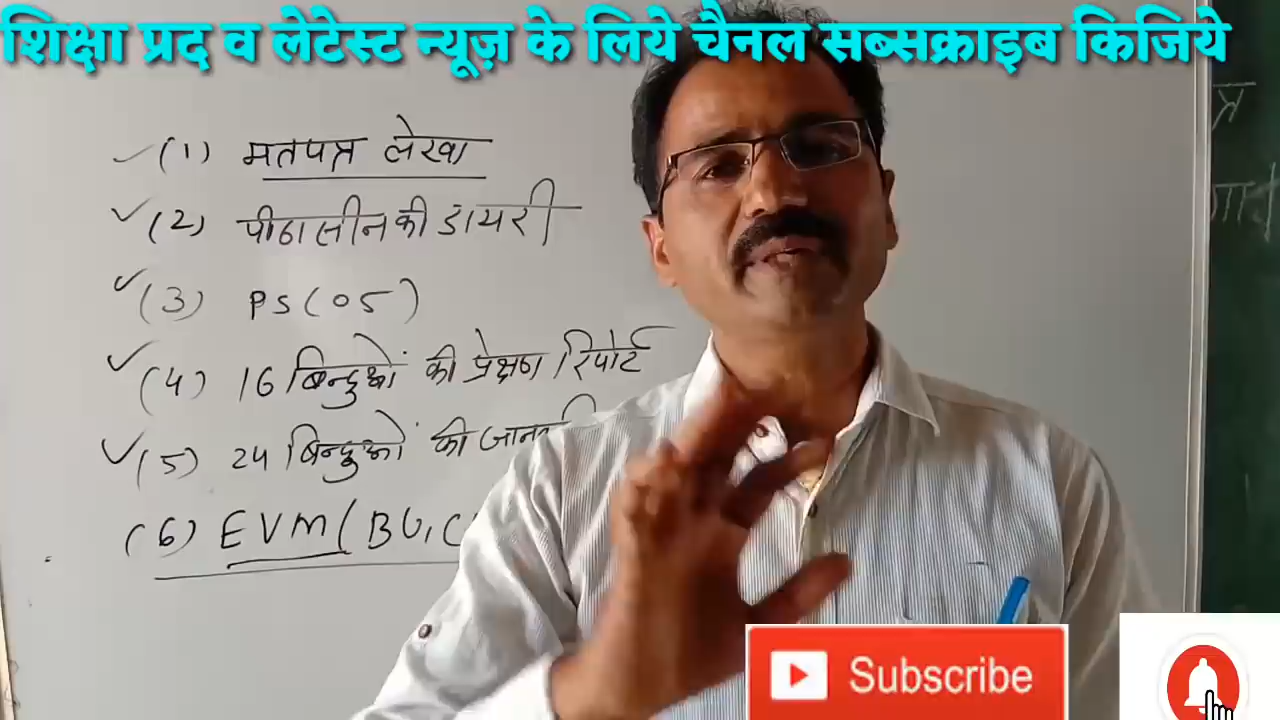 शिक्षा प्रद व लेटेस्ट न्यूज़ के लिये चैनल सब्सक्राइब किजिये
(1) मतपत्र लेखा
(2) पीठासीन की डायरी
(3) PS(05)
(4) 16 बिन्दुओं की प्रेक्षण रिपोर्ट
(5) 24 बिन्दुओं की
(6) EVM (BU, C
Subscribe